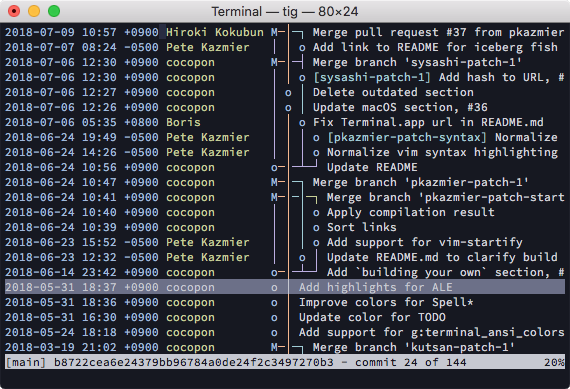 Terminal — tig — 80×24
2018-07-09 10:57 +0900 Hiroki Kokubun M─┐ Merge pull request #37 from pkazmier
2018-07-07 08:24 -0500 Pete Kazmier │ o Add link to README for iceberg fish
2018-07-06 12:30 +0900 cocopon M─┤ Merge branch 'sysashi-patch-1'
2018-07-06 12:30 +0900 cocopon │ o [sysashi-patch-1] Add hash to URL, #
2018-07-06 12:27 +0900 cocopon o │ Delete outdated section
2018-07-06 12:26 +0900 cocopon o │ Update macOS section, #36
2018-07-06 05:35 +0800 Boris │ o Fix Terminal.app url in README.md
2018-06-24 19:49 -0500 Pete Kazmier │ │ o [pkazmier-patch-syntax] Normalize
2018-06-24 14:26 -0500 Pete Kazmier │ │ o Normalize vim syntax highlighting
2018-06-24 10:56 +0900 cocopon o─┴─┘ Update README
2018-06-24 10:47 +0900 cocopon M─┐ Merge branch 'pkazmier-patch-1'
2018-06-24 10:41 +0900 cocopon M─┼─┐ Merge branch 'pkazmier-patch-start
2018-06-24 10:40 +0900 cocopon │ │ o Apply compilation result
2018-06-24 10:39 +0900 cocopon │ │ o Sort links
2018-06-23 15:52 -0500 Pete Kazmier │ │ o Add support for vim-startify
2018-06-23 12:32 -0500 Pete Kazmier │ o │ Update README.md to clarify build
2018-06-14 23:42 +0900 cocopon o─┴─┘ Add `building your own` section, #
2018-05-31 18:37 +0900 cocopon o Add highlights for ALE
2018-05-31 16:38 +0900 cocopon o Improve colors for Spell*
2018-05-31 16:30 +0900 cocopon o Update color for TODO
2018-05-24 18:18 +0900 cocopon o Add support for g:terminal_ansi_colors
2018-03-19 21:02 +0900 cocopon M─┐ Merge branch 'kutsan-patch-1'
[main] b8722cea6e24379bb96784a0de24f2c3497270b3 - commit 24 of 144 20%